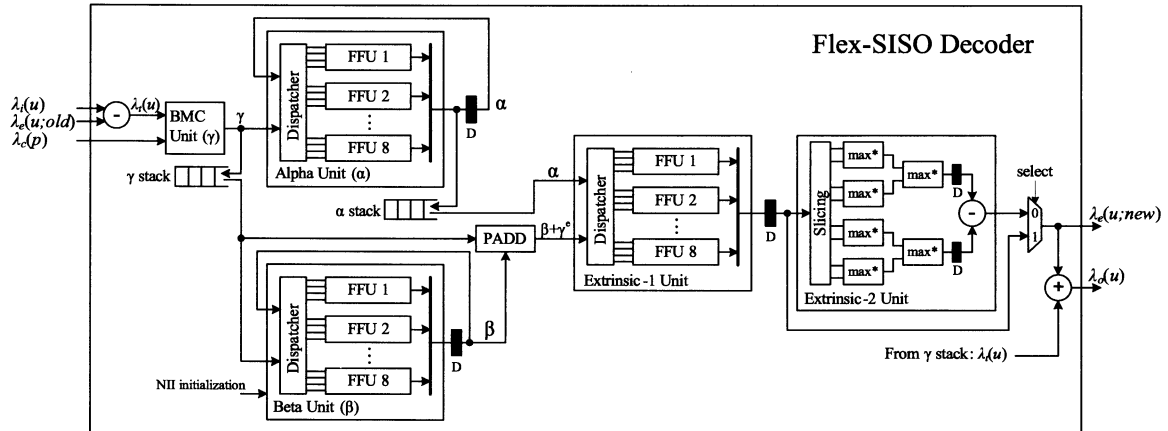 Flex-SISO Decoder
λi(u)
λe(u;old)
λc(p)
-
λt(u)
BMC
Unit (γ)
γ
Dispatcher
FFU 1
FFU 2
...
FFU 8
Alpha Unit (α)
D
α
γ stack
α stack
α
PADD
β+γᵉ
Dispatcher
FFU 1
FFU 2
...
FFU 8
Extrinsic -1 Unit
D
Slicing
max*
max*
max*
max*
max*
max*
D
D
-
Extrinsic-2 Unit
select
0
1
λe(u;new)
+
λo(u)
From γ stack: λt(u)
NII initialization
Dispatcher
FFU 1
FFU 2
...
FFU 8
Beta Unit (β)
D
β